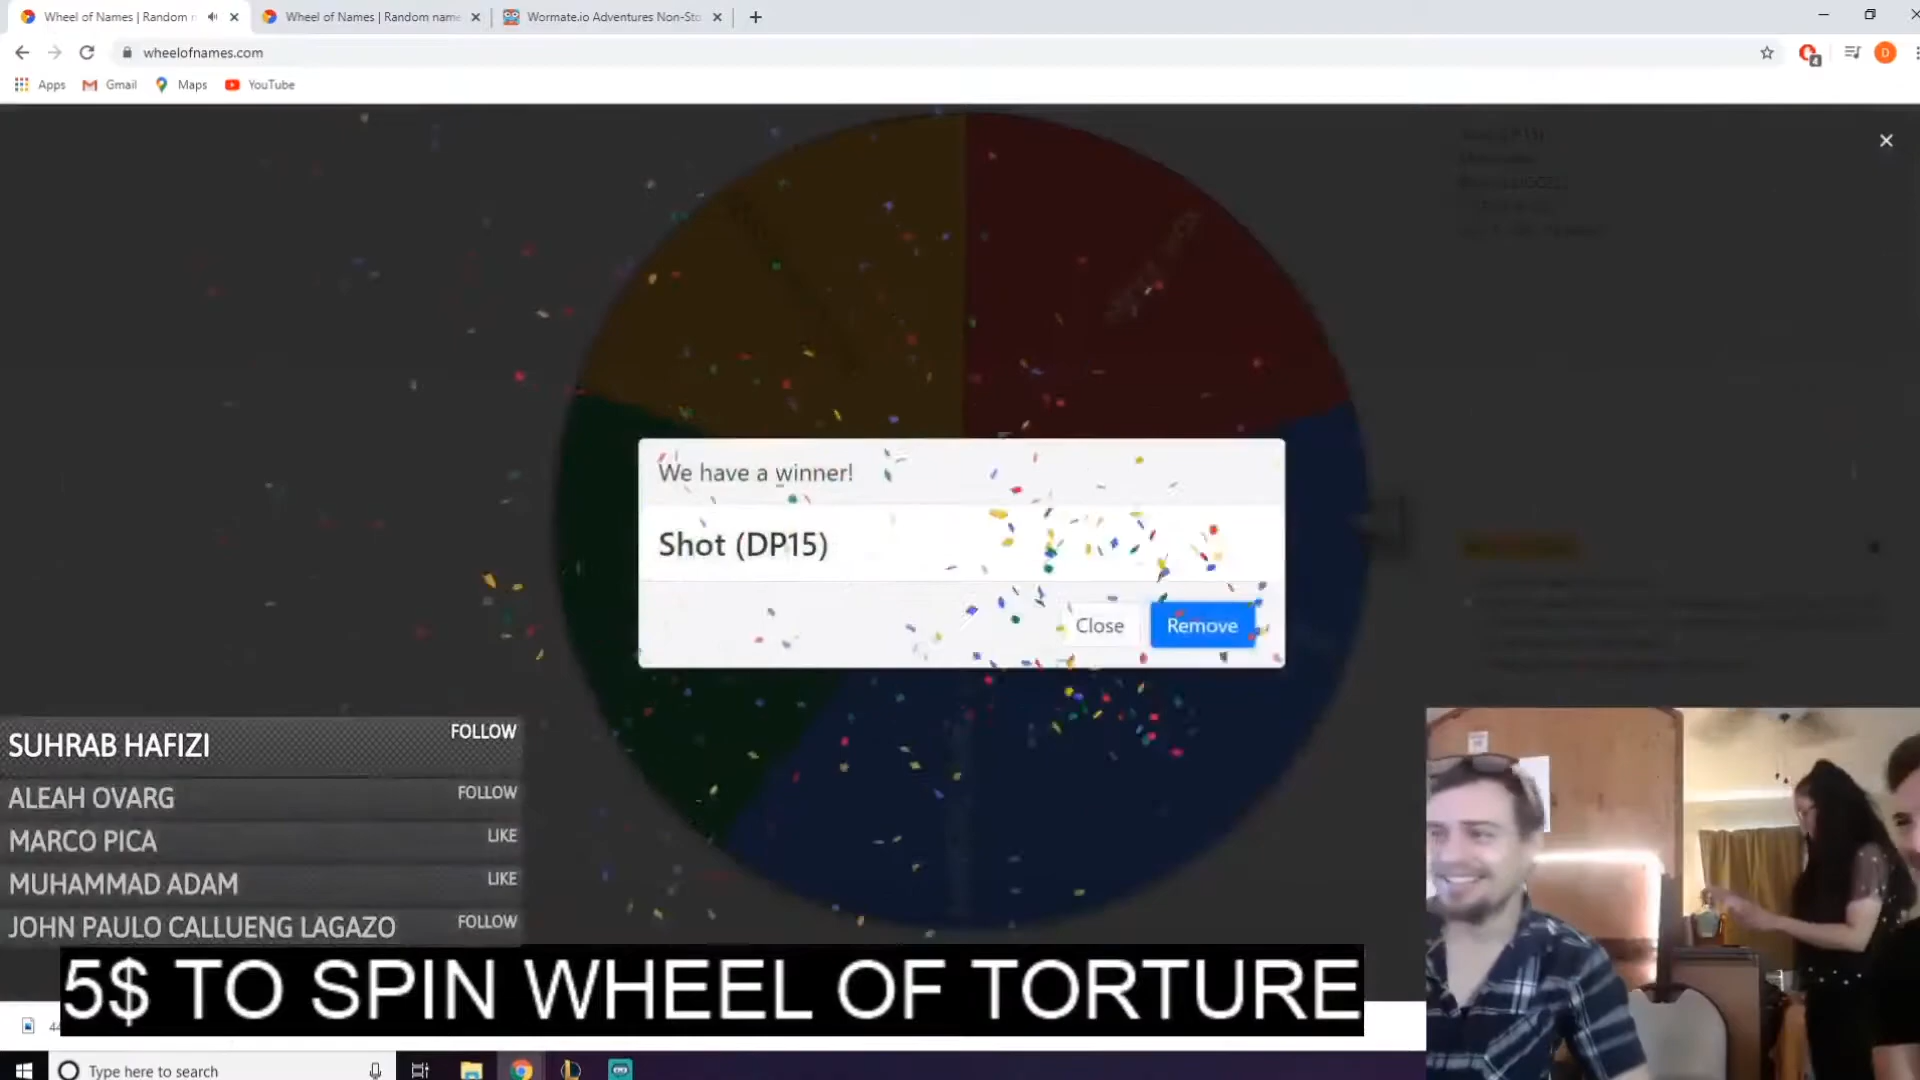 Wheel of Names | Random n
Wheel of Names | Random name
Wormate.io Adventures Non-Sto
wheelofnames.com
4
D
Apps
Gmail
Maps
YouTube
We have a winner!
Shot (DP15)
Close
Remove
SUHRAB HAFIZI FOLLOW
ALEAH OVARG FOLLOW
MARCO PICA LIKE
MUHAMMAD ADAM LIKE
JOHN PAULO CALLUENG LAGAZO FOLLOW
5$ TO SPIN WHEEL OF TORTURE
Type here to search